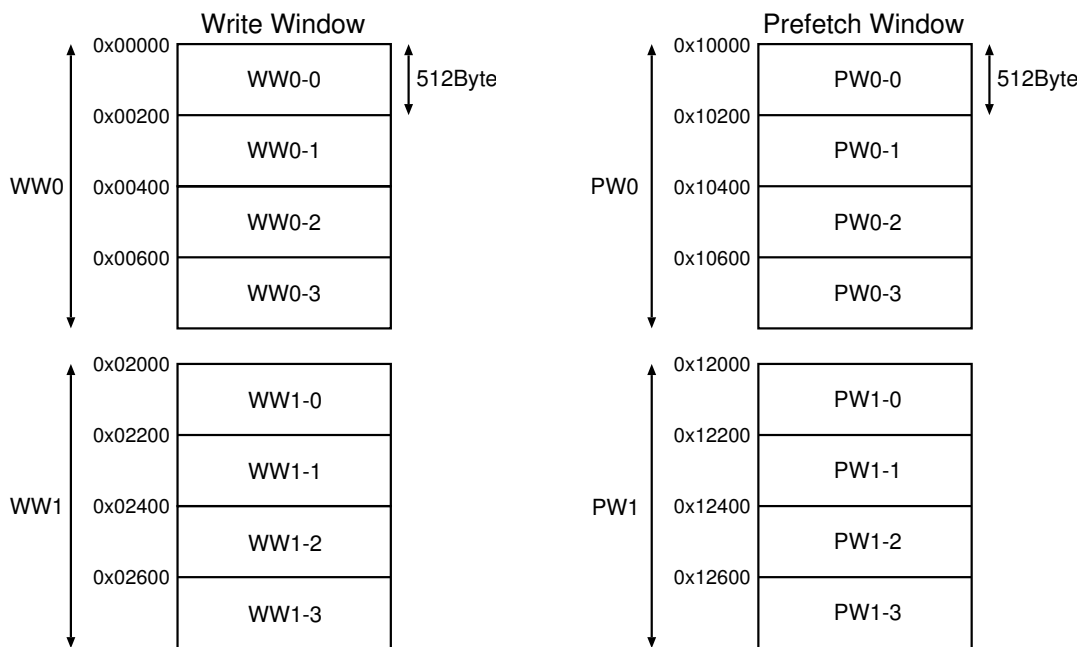 Write Window
0x00000
WW0-0
512Byte
0x00200
WW0-1
WW0
0x00400
WW0-2
0x00600
WW0-3
0x02000
WW1-0
0x02200
WW1-1
WW1
0x02400
WW1-2
0x02600
WW1-3
Prefetch Window
0x10000
PW0-0
512Byte
0x10200
PW0-1
PW0
0x10400
PW0-2
0x10600
PW0-3
0x12000
PW1-0
0x12200
PW1-1
PW1
0x12400
PW1-2
0x12600
PW1-3